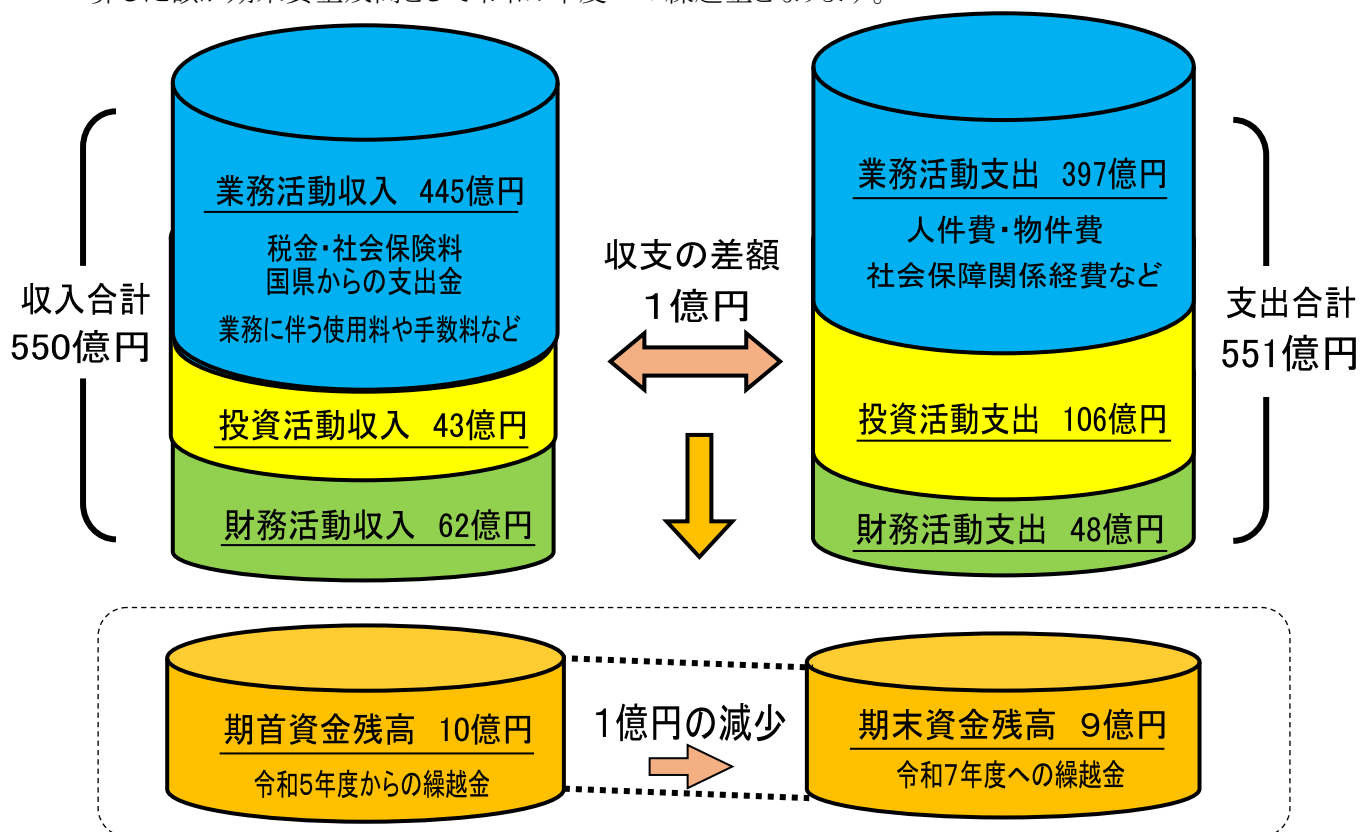 収入合計
550億円
業務活動収入 445億円
税金・社会保険料
国県からの支出金
業務に伴う使用料や手数料など
投資活動収入 43億円
財務活動収入 62億円
収支の差額
1億円
業務活動支出 397億円
人件費・物件費
社会保障関係経費など
投資活動支出 106億円
財務活動支出 48億円
支出合計
551億円
期首資金残高 10億円
令和5年度からの繰越金
1億円の減少
期末資金残高 9億円
令和7年度への繰越金